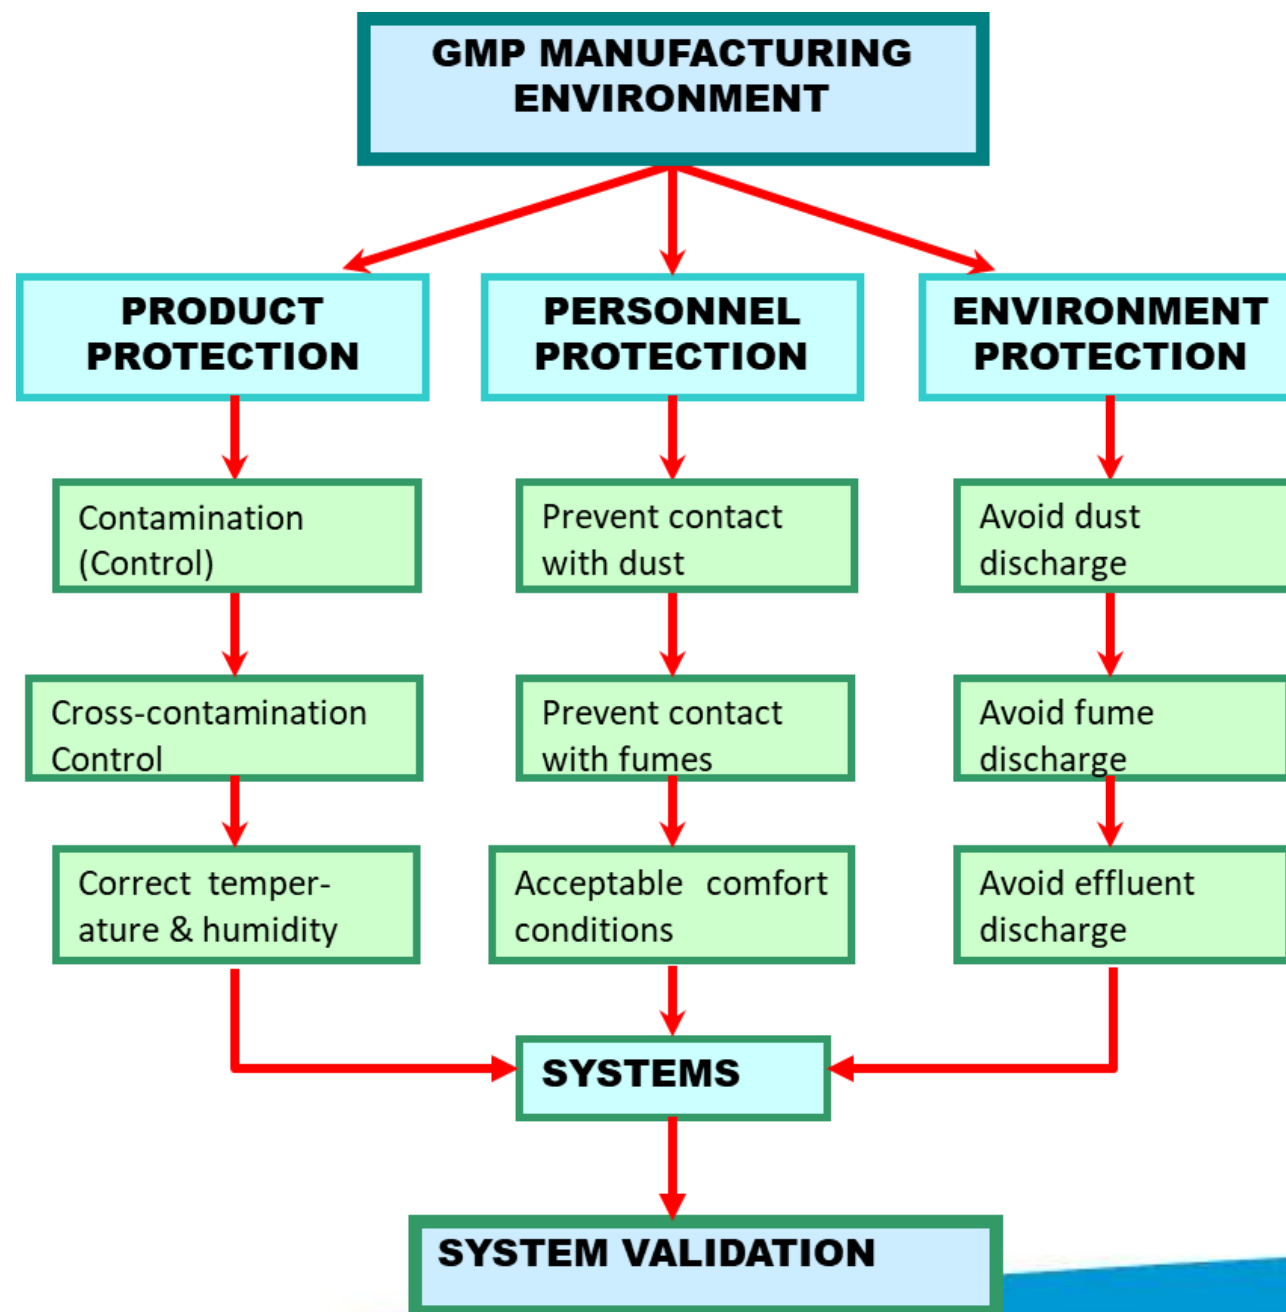 GMP MANUFACTURING
ENVIRONMENT
PRODUCT
PROTECTION
PERSONNEL
PROTECTION
ENVIRONMENT
PROTECTION
Contamination
(Control)
Prevent contact
with dust
Avoid dust
discharge
Cross-contamination
Control
Prevent contact
with fumes
Avoid fume
discharge
Correct temper-
ature & humidity
Acceptable comfort
conditions
Avoid effluent
discharge
SYSTEMS
SYSTEM VALIDATION